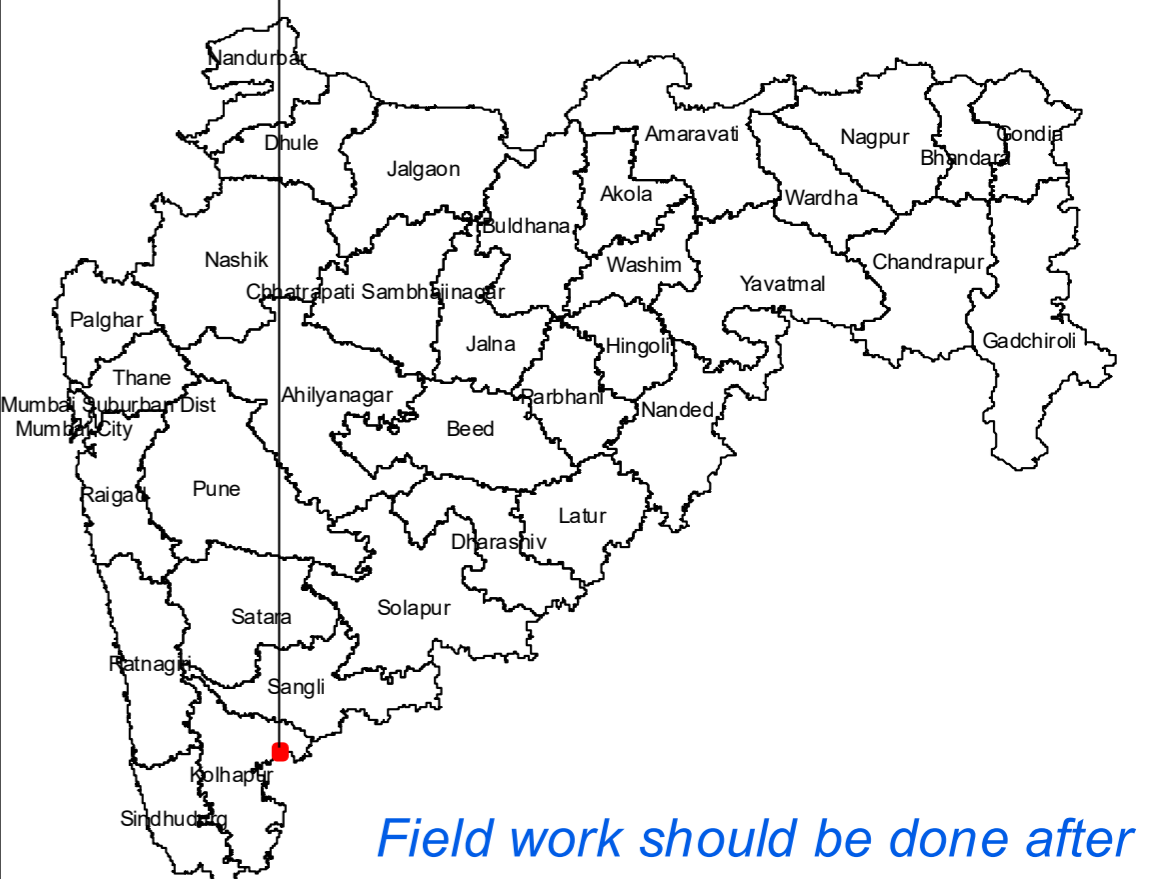 Nandurbar
Dhule
Jalgaon
Amaravati
Nagpur
Gondia
Bhandara
Akola
Wardha
Buldhana
Nashik
Washim
Chandrapur
Yavatmal
Chhatrapati Sambhajinagar
Palghar
Jalna
Hingoli
Gadchiroli
Thane
Ahilyanagar
Parbhani
Mumbai Suburban Dist
Nanded
Mumbai City
Beed
Raigad
Pune
Latur
Dharashiv
Satara
Solapur
Ratnagiri
Sangli
Kolhapur
Sindhudurg
Field work should be done after